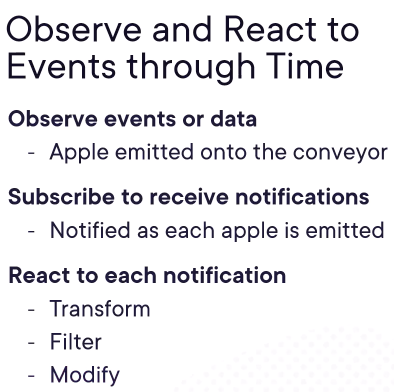 Observe and React to
Events through Time
Observe events or data
- Apple emitted onto the conveyor
Subscribe to receive notifications
- Notified as each apple is emitted
React to each notification
- Transform
- Filter
- Modify